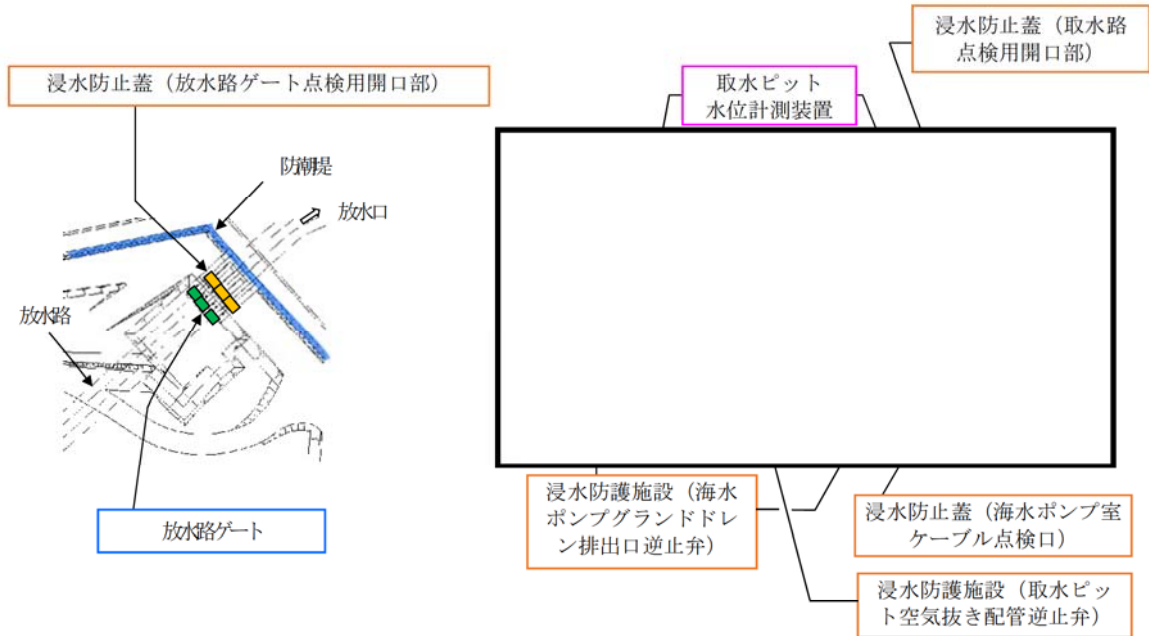 浸水防止蓋（取水路
点検用開口部）
浸水防止蓋（放水路ゲート点検用開口部）
取水ピット
水位計測装置
防潮堤
放水口
放水路
放水路ゲート
浸水防護施設（海水
ポンプグランドドレ
ン排出口逆止弁）
浸水防止蓋（海水ポンプ室
ケーブル点検口）
浸水防護施設（取水ピッ
ト空気抜き配管逆止弁）